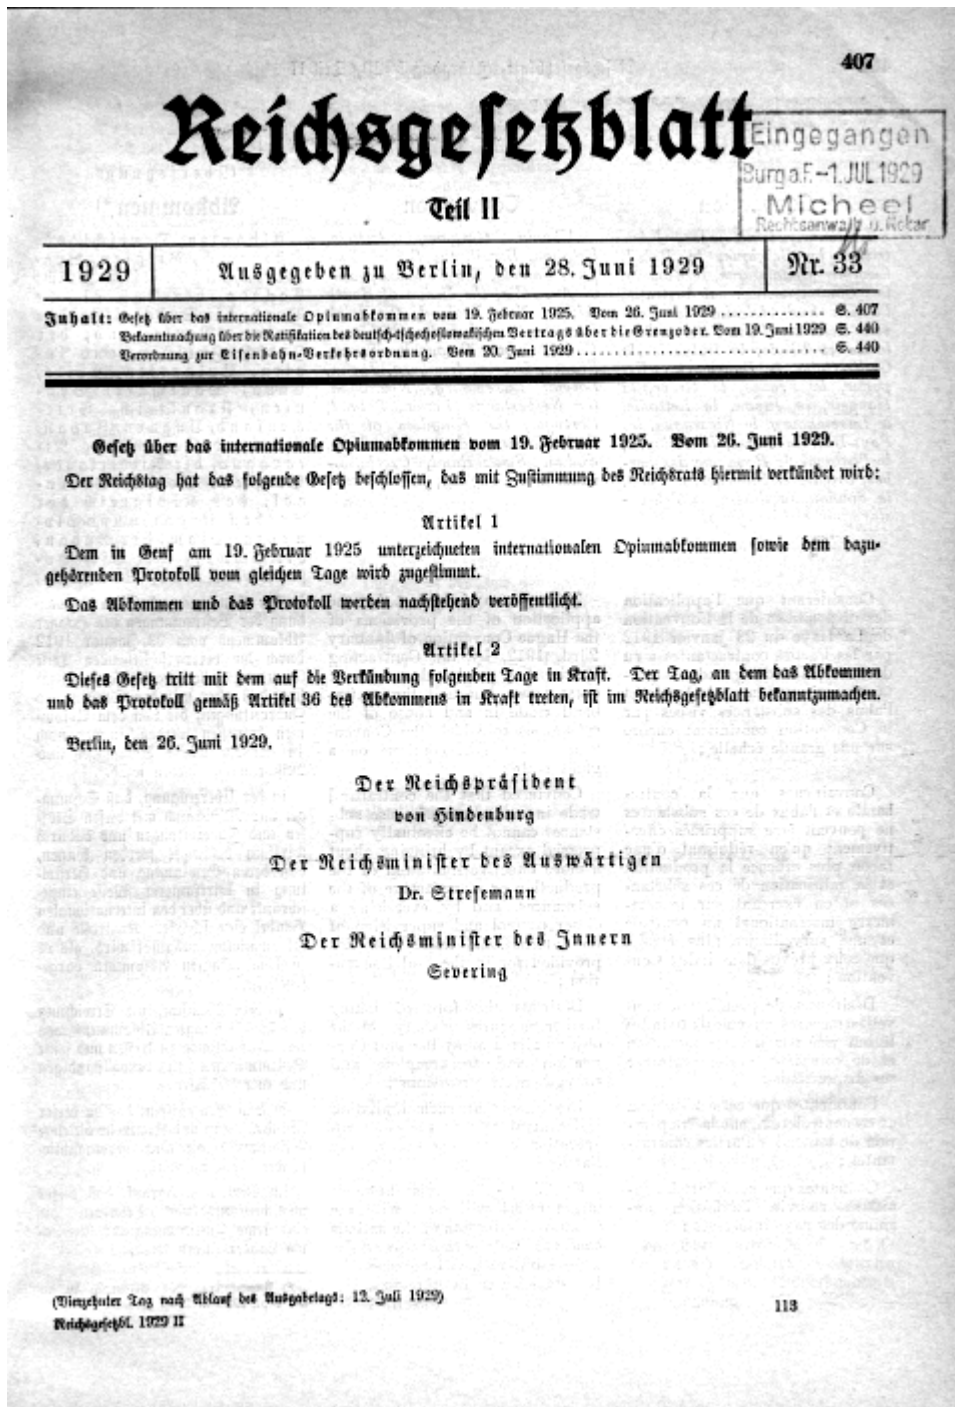 407
Reichsgesetzblatt
Eingegangen
Burg a.F. -1. JUL 1929
Micheel
Rechtsanwalt u. Notar
Teil II
1929
Ausgegeben zu Berlin, den 28. Juni 1929
Nr. 33
Inhalt: Gesetz über das internationale Opiumabkommen vom 19. Februar 1925. Vom 26. Juni 1929 .............. S. 407
Bekanntmachung über die Ratifikation des deutsch-tschechoslowakischen Vertrags über die Grenzoder. Vom 19. Juni 1929 S. 440
Verordnung zur Eisenbahn-Verkehrsordnung. Vom 20. Juni 1929 ................................ S. 440
Gesetz über das internationale Opiumabkommen vom 19. Februar 1925. Vom 26. Juni 1929.
Der Reichstag hat das folgende Gesetz beschlossen, das mit Zustimmung des Reichsrats hiermit verkündet wird:
Artikel 1
Dem in Genf am 19. Februar 1925 unterzeichneten internationalen Opiumabkommen sowie dem dazu-
gehörenden Protokoll vom gleichen Tage wird zugestimmt.
Das Abkommen und das Protokoll werden nachstehend veröffentlicht.
Artikel 2
Dieses Gesetz tritt mit dem auf die Verkündung folgenden Tage in Kraft. Der Tag, an dem das Abkommen
und das Protokoll gemäß Artikel 36 des Abkommens in Kraft treten, ist im Reichsgesetzblatt bekanntzumachen.
Berlin, den 26. Juni 1929.
Der Reichspräsident
von Hindenburg
Der Reichsminister des Auswärtigen
Dr. Stresemann
Der Reichsminister des Innern
Severing
(Vierzehnter Tag nach Ablauf des Ausgabetags: 12. Juli 1929)
Reichsgesetzbl. 1929 II
113